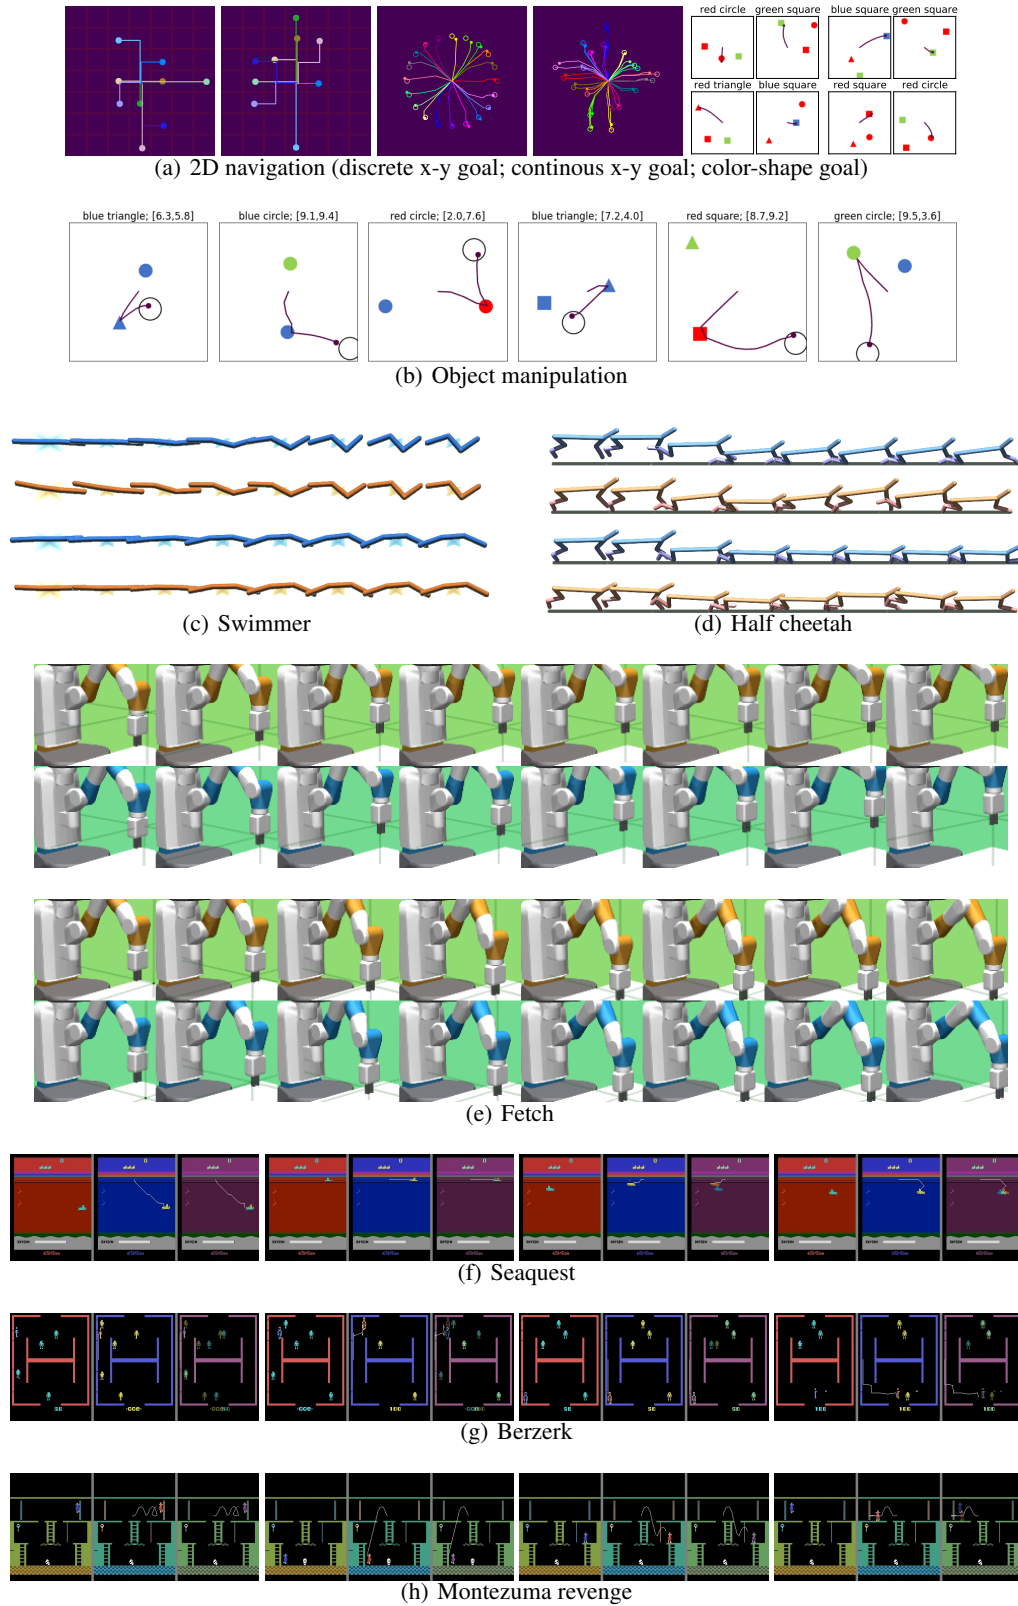 red circle green square blue square green square
red triangle blue square red square red circle
(a) 2D navigation (discrete x-y goal; continous x-y goal; color-shape goal)
blue triangle; [6.3,5.8] blue circle; [9.1,9.4] red circle; [2.0,7.6] blue triangle; [7.2,4.0] red square; [8.7,9.2] green circle; [9.5,3.6]
(b) Object manipulation
(c) Swimmer (d) Half cheetah
(e) Fetch
(f) Seaquest
(g) Berzerk
(h) Montezuma revenge